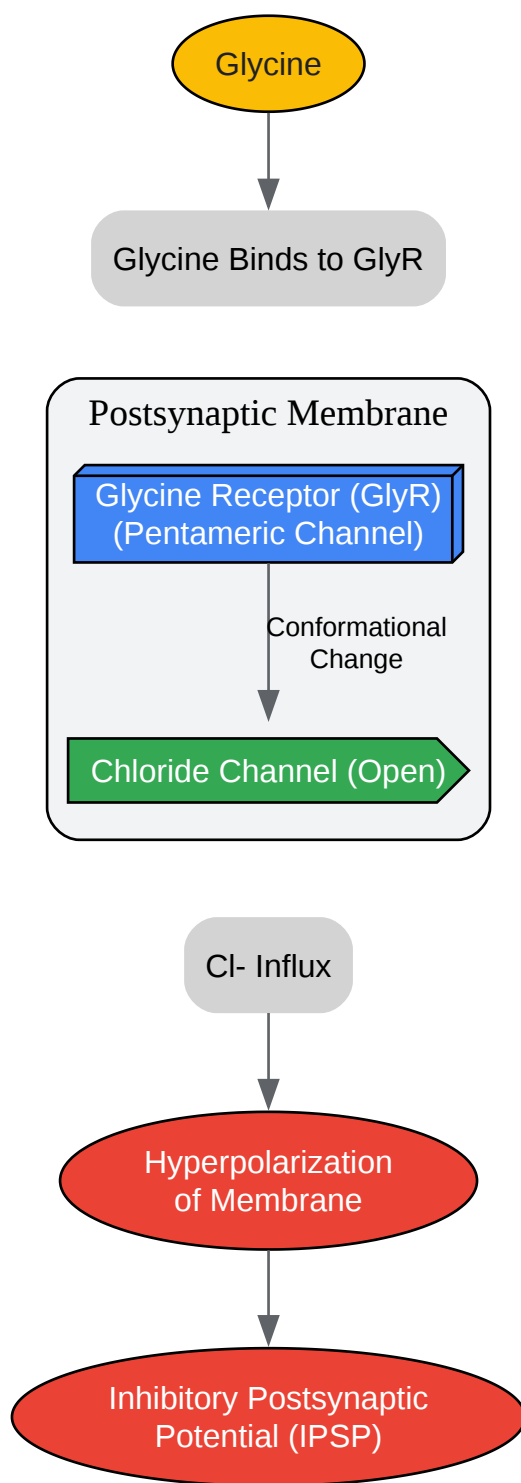 Glycine
Glycine Binds to GlyR
Postsynaptic Membrane
Glycine Receptor (GlyR)
(Pentameric Channel)
Conformational
Change
Chloride Channel (Open)
Cl- Influx
Hyperpolarization
of Membrane
Inhibitory Postsynaptic
Potential (IPSP)